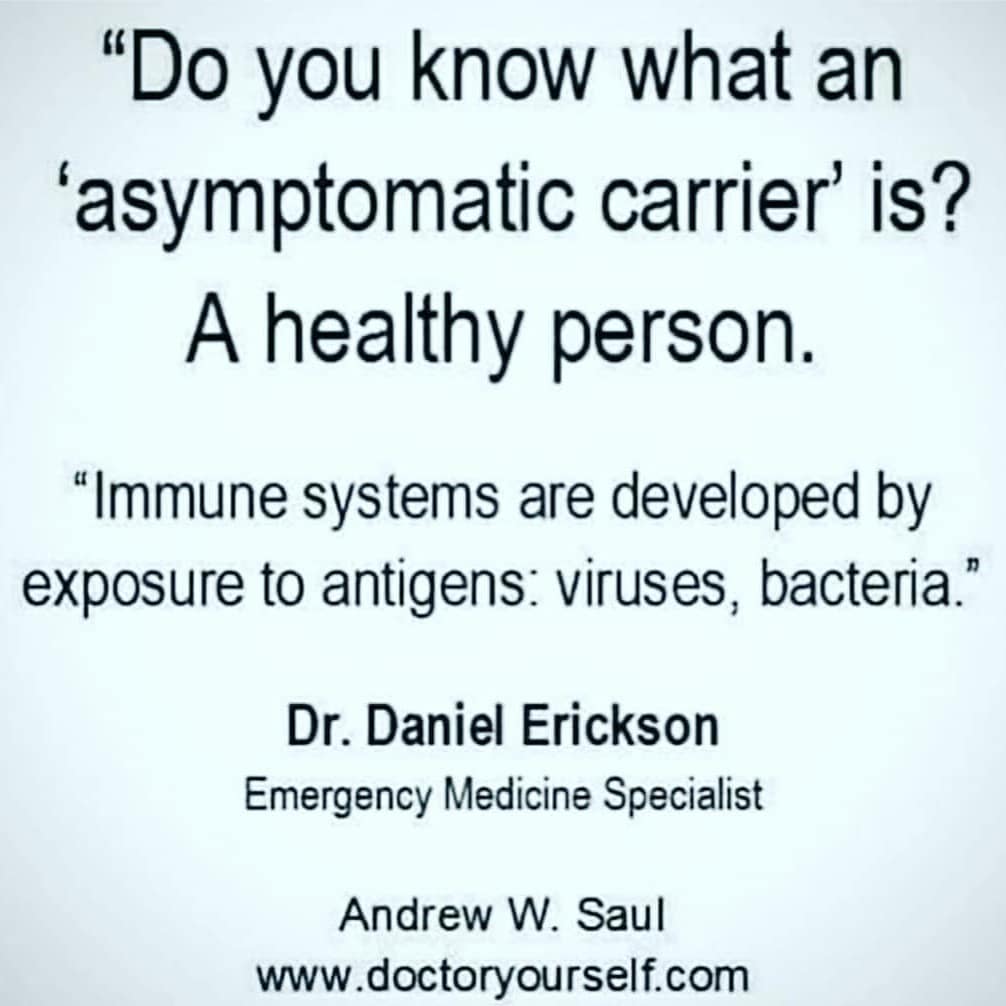 “Do you know what an
‘asymptomatic carrier’ is?
A healthy person.
“Immune systems are developed by
exposure to antigens: viruses, bacteria.”
Dr. Daniel Erickson
Emergency Medicine Specialist
Andrew W. Saul
www.doctoryourself.com